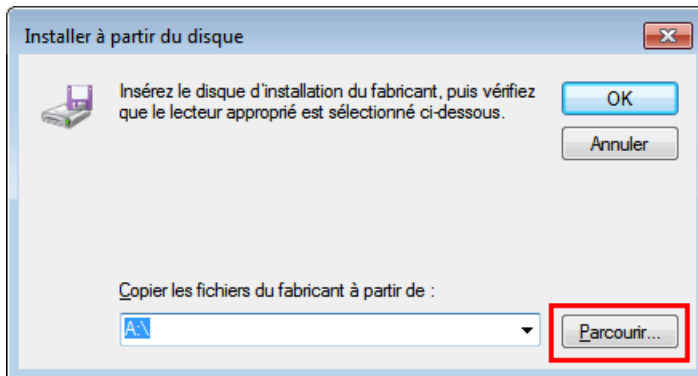 Installer à partir du disque
Insérez le disque d'installation du fabricant, puis vérifiez
que le lecteur approprié est sélectionné ci-dessous.
OK
Annuler
Copier les fichiers du fabricant à partir de :
A:\
Parcourir...